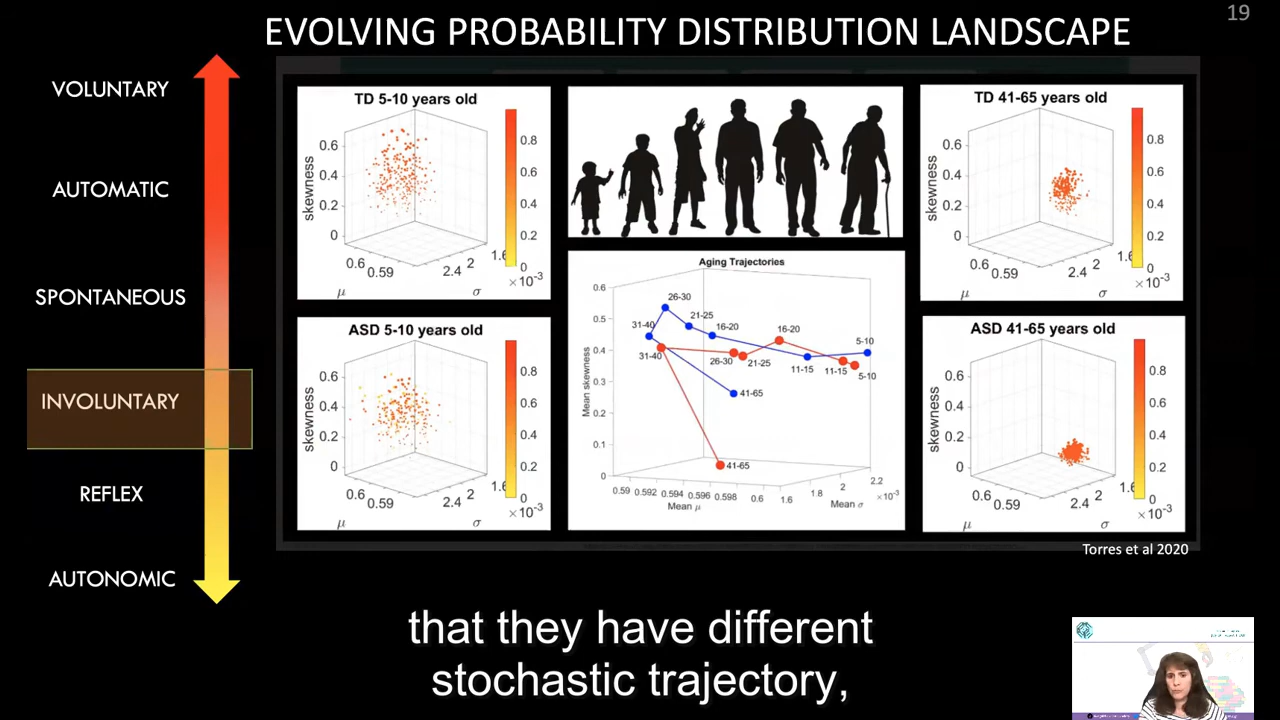 19
EVOLVING PROBABILITY DISTRIBUTION LANDSCAPE
VOLUNTARY
AUTOMATIC
SPONTANEOUS
INVOLUNTARY
REFLEX
AUTONOMIC
TD 5-10 years old
skewness
0.6
0.4
0.2
0
0.6
0.59
2.4
2
1.6
×10-3
μ
σ
0.8
0.6
0.4
0.2
0
TD 41-65 years old
skewness
0.6
0.4
0.2
0
0.6
0.59
2.4
2
1.6
×10-3
μ
σ
0.8
0.6
0.4
0.2
0
ASD 5-10 years old
skewness
0.6
0.4
0.2
0
0.6
0.59
2.4
2
1.6
×10-3
μ
σ
0.8
0.6
0.4
0.2
0
Aging Trajectories
Mean skewness
0.6
0.5
0.4
0.3
0.2
0.1
0
26-30
21-25
16-20
31-40
16-20
5-10
31-40
26-30
21-25
11-15
11-15
5-10
41-65
41-65
0.59 0.592 0.594 0.596 0.598 0.6
Mean μ
1.6 1.8 2 2.2
×10-3
Mean σ
ASD 41-65 years old
skewness
0.6
0.4
0.2
0
0.6
0.59
2.4
2
1.6
×10-3
μ
σ
0.8
0.6
0.4
0.2
0
Torres et al 2020
that they have different
stochastic trajectory,